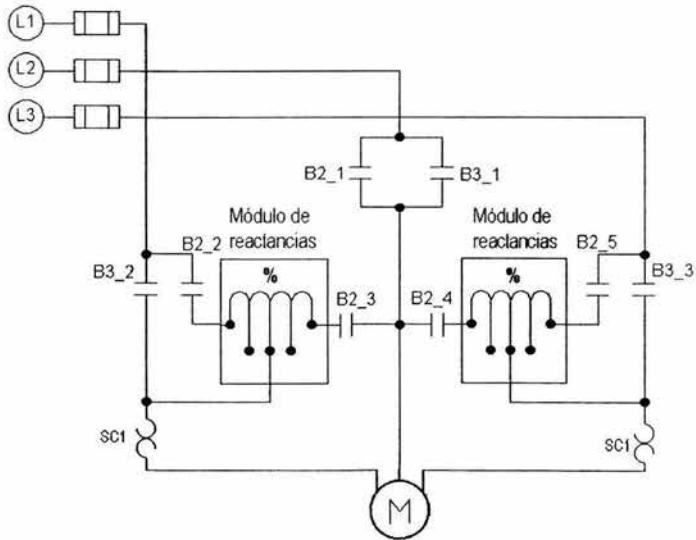 L1
L2
L3
B2_1
B3_1
Módulo de
reactancias
Módulo de
reactancias
B3_2
B2_2
%
B2_3
B2_4
%
B2_5
B3_3
SC1
SC1
M